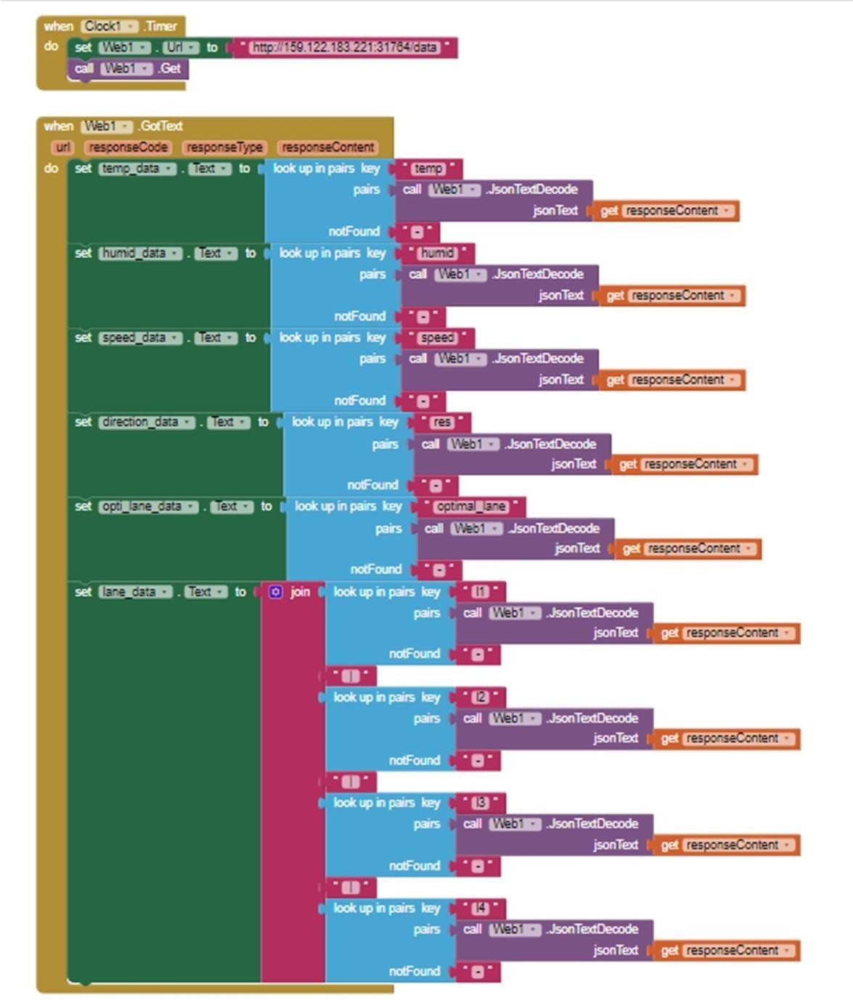 when Clock1 .Timer
do set Web1 . Url to "http://159.122.183.221:31764/data"
call Web1 .Get
when Web1 .GotText
url responseCode responseType responseContent
do set temp_data . Text to look up in pairs key "temp"
pairs call Web1 .JsonTextDecode
jsonText get responseContent
notFound "-"
set humid_data . Text to look up in pairs key "humid"
pairs call Web1 .JsonTextDecode
jsonText get responseContent
notFound "-"
set speed_data . Text to look up in pairs key "speed"
pairs call Web1 .JsonTextDecode
jsonText get responseContent
notFound "-"
set direction_data . Text to look up in pairs key "res"
pairs call Web1 .JsonTextDecode
jsonText get responseContent
notFound "-"
set opti_lane_data . Text to look up in pairs key "optimal_lane"
pairs call Web1 .JsonTextDecode
jsonText get responseContent
notFound "-"
set lane_data . Text to join look up in pairs key "l1"
pairs call Web1 .JsonTextDecode
jsonText get responseContent
notFound "-"
"|"
look up in pairs key "l2"
pairs call Web1 .JsonTextDecode
jsonText get responseContent
notFound "-"
"|"
look up in pairs key "l3"
pairs call Web1 .JsonTextDecode
jsonText get responseContent
notFound "-"
"|"
look up in pairs key "l4"
pairs call Web1 .JsonTextDecode
jsonText get responseContent
notFound "-"